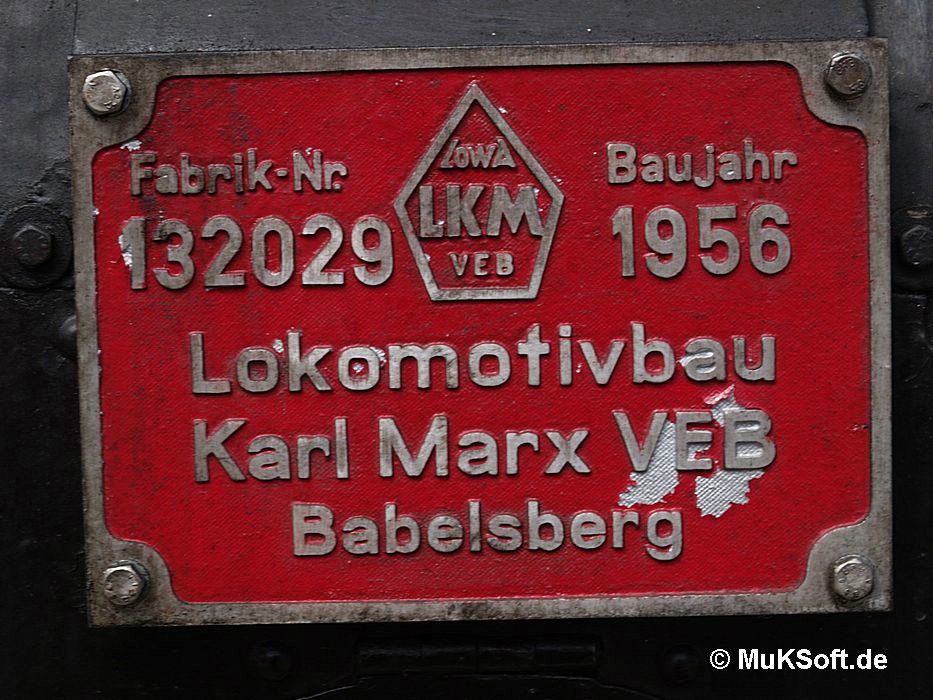 Fabrik-Nr.
132029
LOWA
LKM
VEB
Baujahr
1956
Lokomotivbau
Karl Marx VEB
Babelsberg
© MuKSoft.de